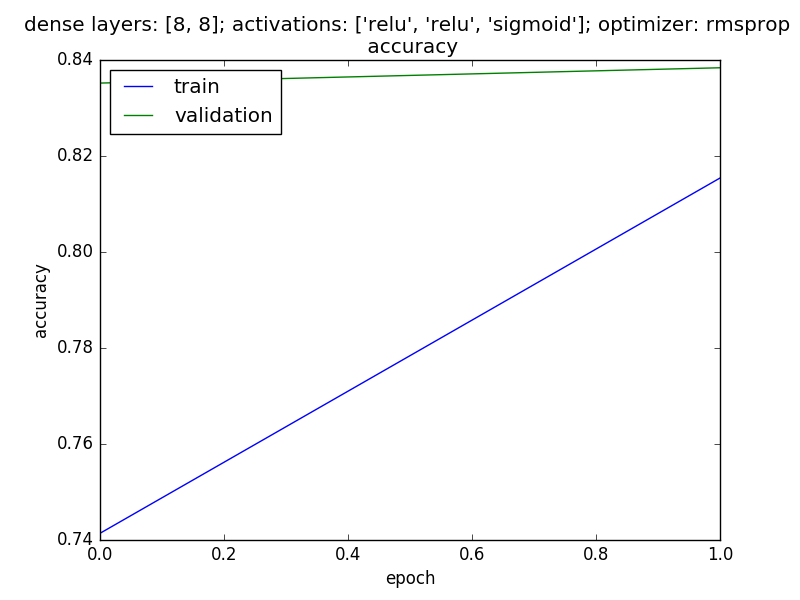 dense layers: [8, 8]; activations: ['relu', 'relu', 'sigmoid']; optimizer: rmsprop
accuracy
train
validation
0.84
0.82
0.80
0.78
0.76
0.74
accuracy
0.0 0.2 0.4 0.6 0.8 1.0
epoch